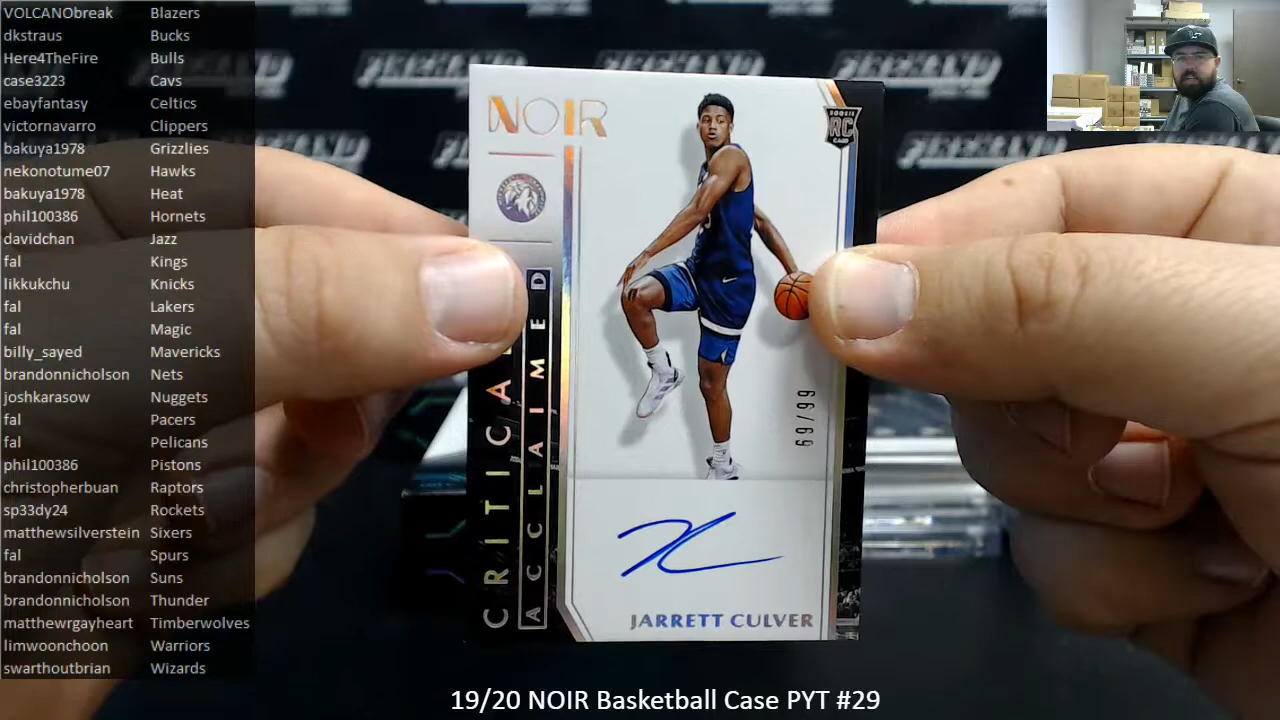 VOLCANObreak Blazers
dkstraus Bucks
Here4TheFire Bulls
case3223 Cavs
ebayfantasy Celtics
victornavarro Clippers
bakuya1978 Grizzlies
nekonotume07 Hawks
bakuya1978 Heat
phil100386 Hornets
davidchan Jazz
fal Kings
likkukchu Knicks
fal Lakers
fal Magic
billy_sayed Mavericks
brandonnicholson Nets
joshkarasow Nuggets
fal Pacers
fal Pelicans
phil100386 Pistons
christopherbuan Raptors
sp33dy24 Rockets
matthewsilverstein Sixers
fal Spurs
brandonnicholson Suns
brandonnicholson Thunder
matthewrgayheart Timberwolves
limwoonchoon Warriors
swarthoutbrian Wizards
NOIR
ROOKIE
RC
CARD
CRITICAL
ACCLAIMED
JARRETT CULVER
19/20 NOIR Basketball Case PYT #29